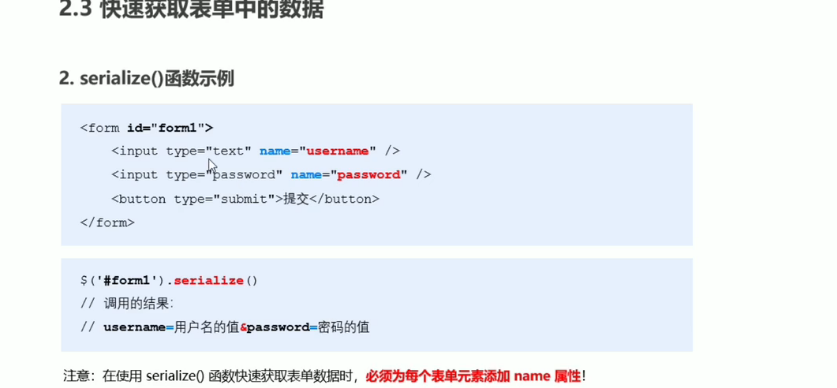 2.3 快速获取表单中的数据
2. serialize()函数示例
<form id="form1">
<input type="text" name="username" />
<input type="password" name="password" />
<button type="submit">提交</button>
</form>
$('#form1').serialize()
// 调用的结果：
// username=用户名的值&password=密码的值
注意：在使用 serialize() 函数快速获取表单数据时，必须为每个表单元素添加 name 属性！